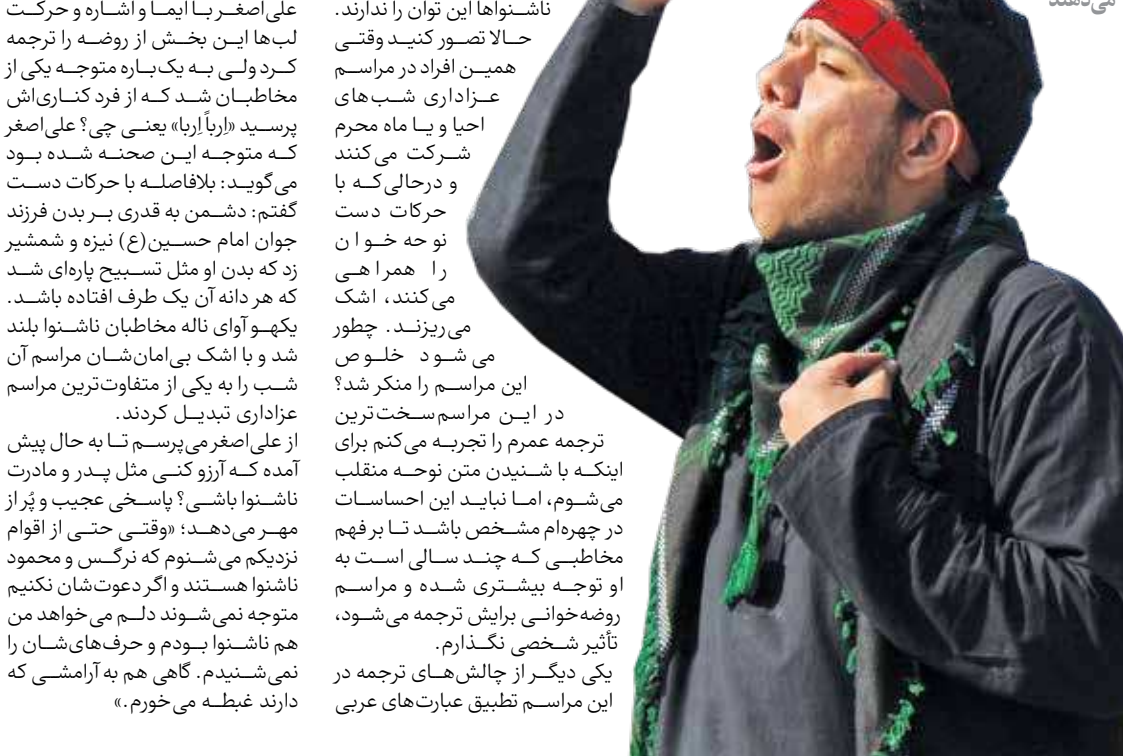 می‌دهند
ناشنواها این توان را ندارند.
حالا تصور کنید وقتی
همین افراد در مراسم
عزاداری شب‌های
احیا و یا ماه محرم
شرکت می‌کنند
و درحالی‌که با
حرکات دست
نوحه خوان
را همراهی
می‌کنند، اشک
می‌ریزند. چطور
می‌شود خلوص
این مراسم را منکر شد؟
در این مراسم سخت‌ترین
ترجمه عمرم را تجربه می‌کنم برای
اینکه با شنیدن متن نوحه منقلب
می‌شوم، اما نباید این احساسات
در چهره‌ام مشخص باشد تا بر فهم
مخاطبی که چند سالی است به
او توجه بیشتری شده و مراسم
روضه‌خوانی برایش ترجمه می‌شود،
تأثیر شخصی نگذارم.
یکی دیگر از چالش‌های ترجمه در
این مراسم تطبیق عبارت‌های عربی
علی‌اصغر با ایما و اشاره و حرکت
لب‌ها این بخش از روضه را ترجمه
کرد ولی به یک‌باره متوجه یکی از
مخاطبان شد که از فرد کناری‌اش
پرسید «اِرباً اِربا» یعنی چی؟ علی‌اصغر
که متوجه این صحنه شده بود
می‌گوید: بلافاصله با حرکات دست
گفتم: دشمن به قدری بر بدن فرزند
جوان امام حسین(ع) نیزه و شمشیر
زد که بدن او مثل تسبیح پاره‌ای شد
که هر دانه آن یک طرف افتاده باشد.
یکهو آوای ناله مخاطبان ناشنوا بلند
شد و با اشک بی‌امان‌شان مراسم آن
شب را به یکی از متفاوت‌ترین مراسم
عزاداری تبدیل کردند.
از علی‌اصغر می‌پرسم تا به حال پیش
آمده که آرزو کنی مثل پدر و مادرت
ناشنوا باشی؟ پاسخی عجیب و پُر از
مهر می‌دهد؛ «وقتی حتی از اقوام
نزدیکم می‌شنوم که نرگس و محمود
ناشنوا هستند و اگر دعوت‌شان نکنیم
متوجه نمی‌شوند دلم می‌خواهد من
هم ناشنوا بودم و حرف‌های‌شان را
نمی‌شنیدم. گاهی هم به آرامشی که
دارند غبطه می‌خورم.»